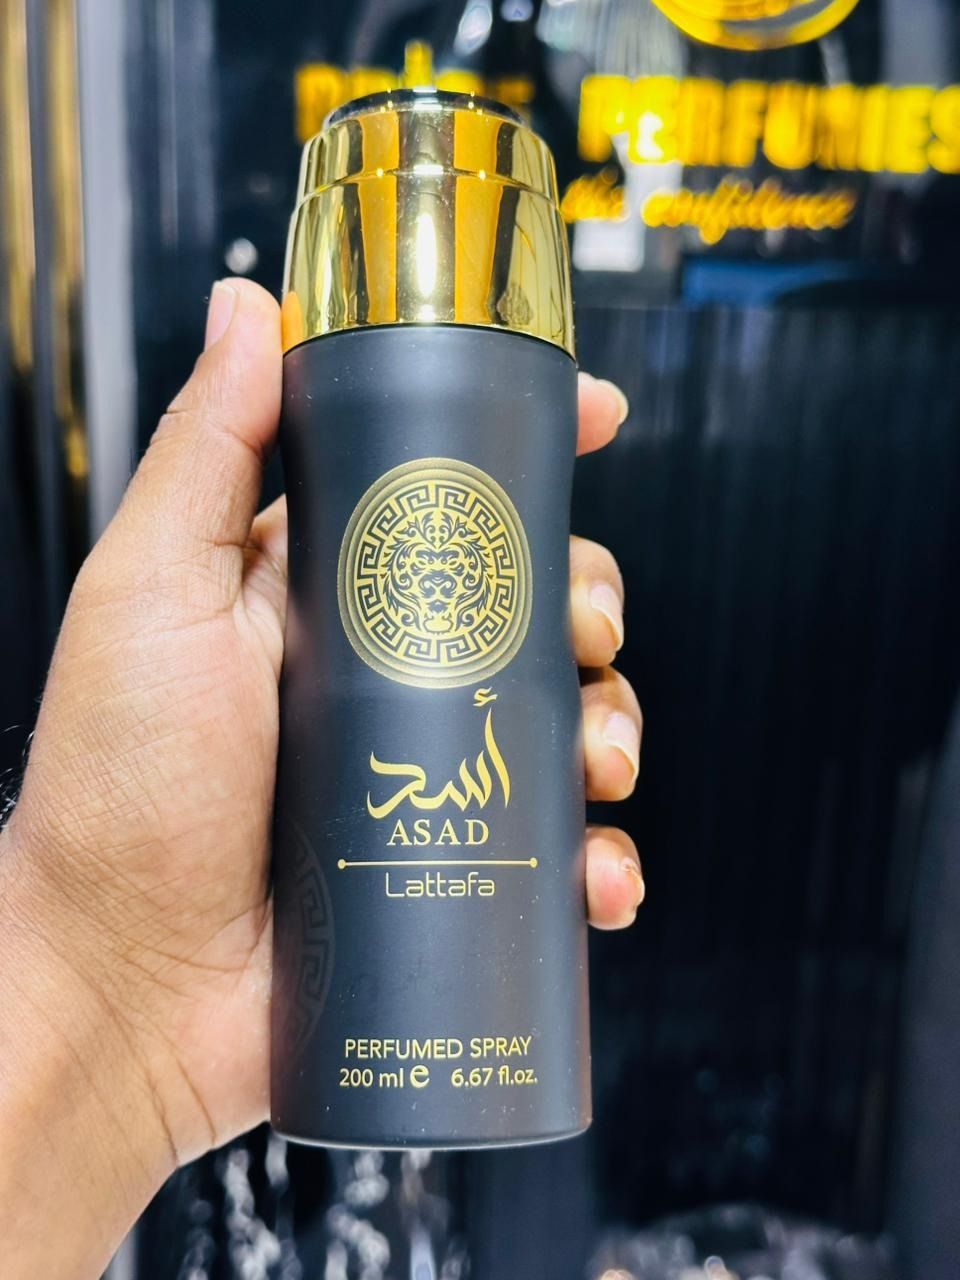 PERFUMES
أسد
ASAD
Lattafa
PERFUMED SPRAY
200 ml e 6.67 fl.oz.